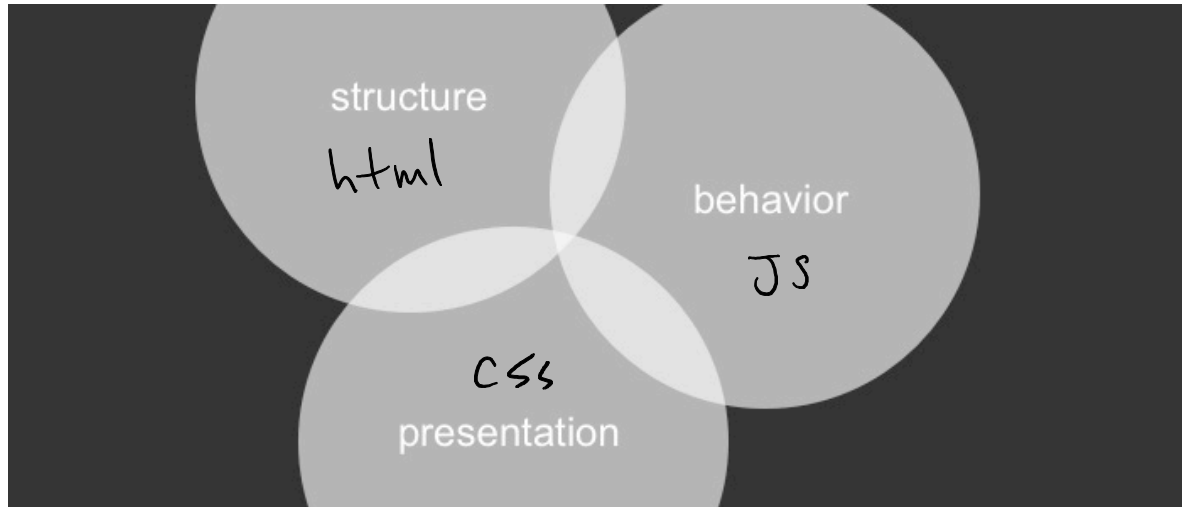 structure
html
behavior
JS
css
presentation